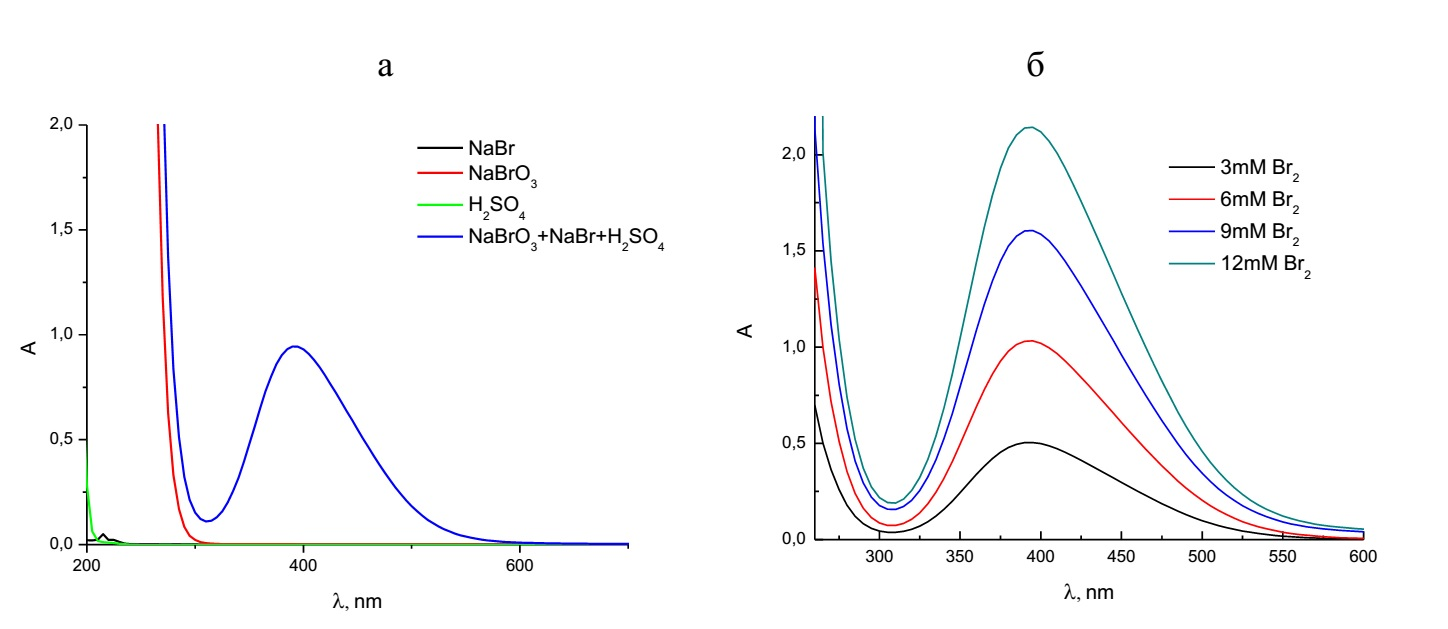 а
2,0
1,5
1,0
0,5
0,0
A
200
400
600
λ, nm
NaBr
NaBrO₃
H₂SO₄
NaBrO₃+NaBr+H₂SO₄
б
2,0
1,5
1,0
0,5
0,0
A
300
350
400
450
500
550
600
λ, nm
3mM Br₂
6mM Br₂
9mM Br₂
12mM Br₂